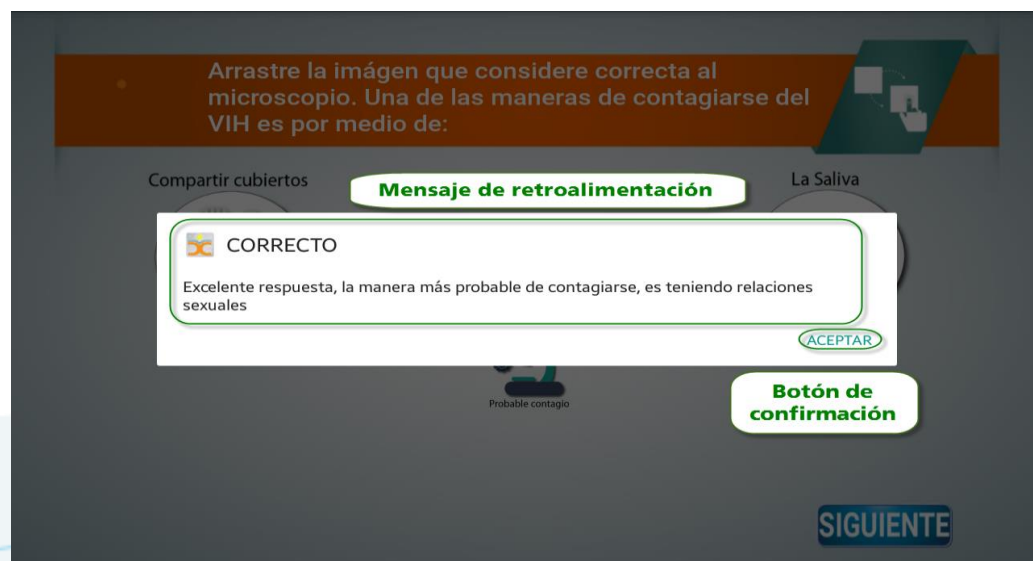 Arrastre la imágen que considere correcta al
microscopio. Una de las maneras de contagiarse del
VIH es por medio de:
Compartir cubiertos
Mensaje de retroalimentación
La Saliva
CORRECTO
Excelente respuesta, la manera más probable de contagiarse, es teniendo relaciones
sexuales
ACEPTAR
Probable contagio
Botón de
confirmación
SIGUIENTE